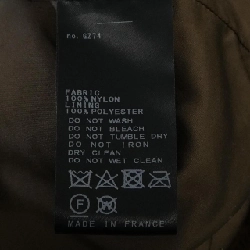 FABRIC
100%NYLON
LINING
100%POLYESTER
DO NOT WASH
DO NOT BLEACH
DO NOT TUMBLE DRY
DO NOT IRON
DRY CLEAN
DO NOT WET CLEAN
F
W
MADE IN FRANCE